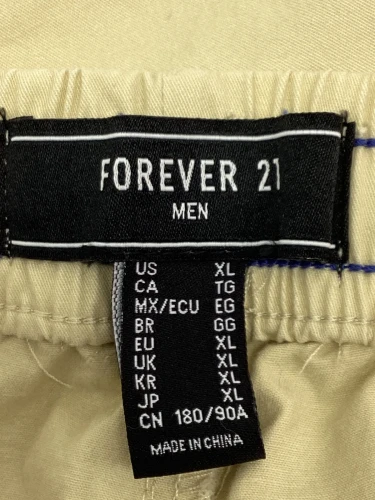 FOREVER 21
MEN
US XL
CA TG
MX/ECU EG
BR GG
EU XL
UK XL
KR XL
JP XL
CN 180/90A
MADE IN CHINA